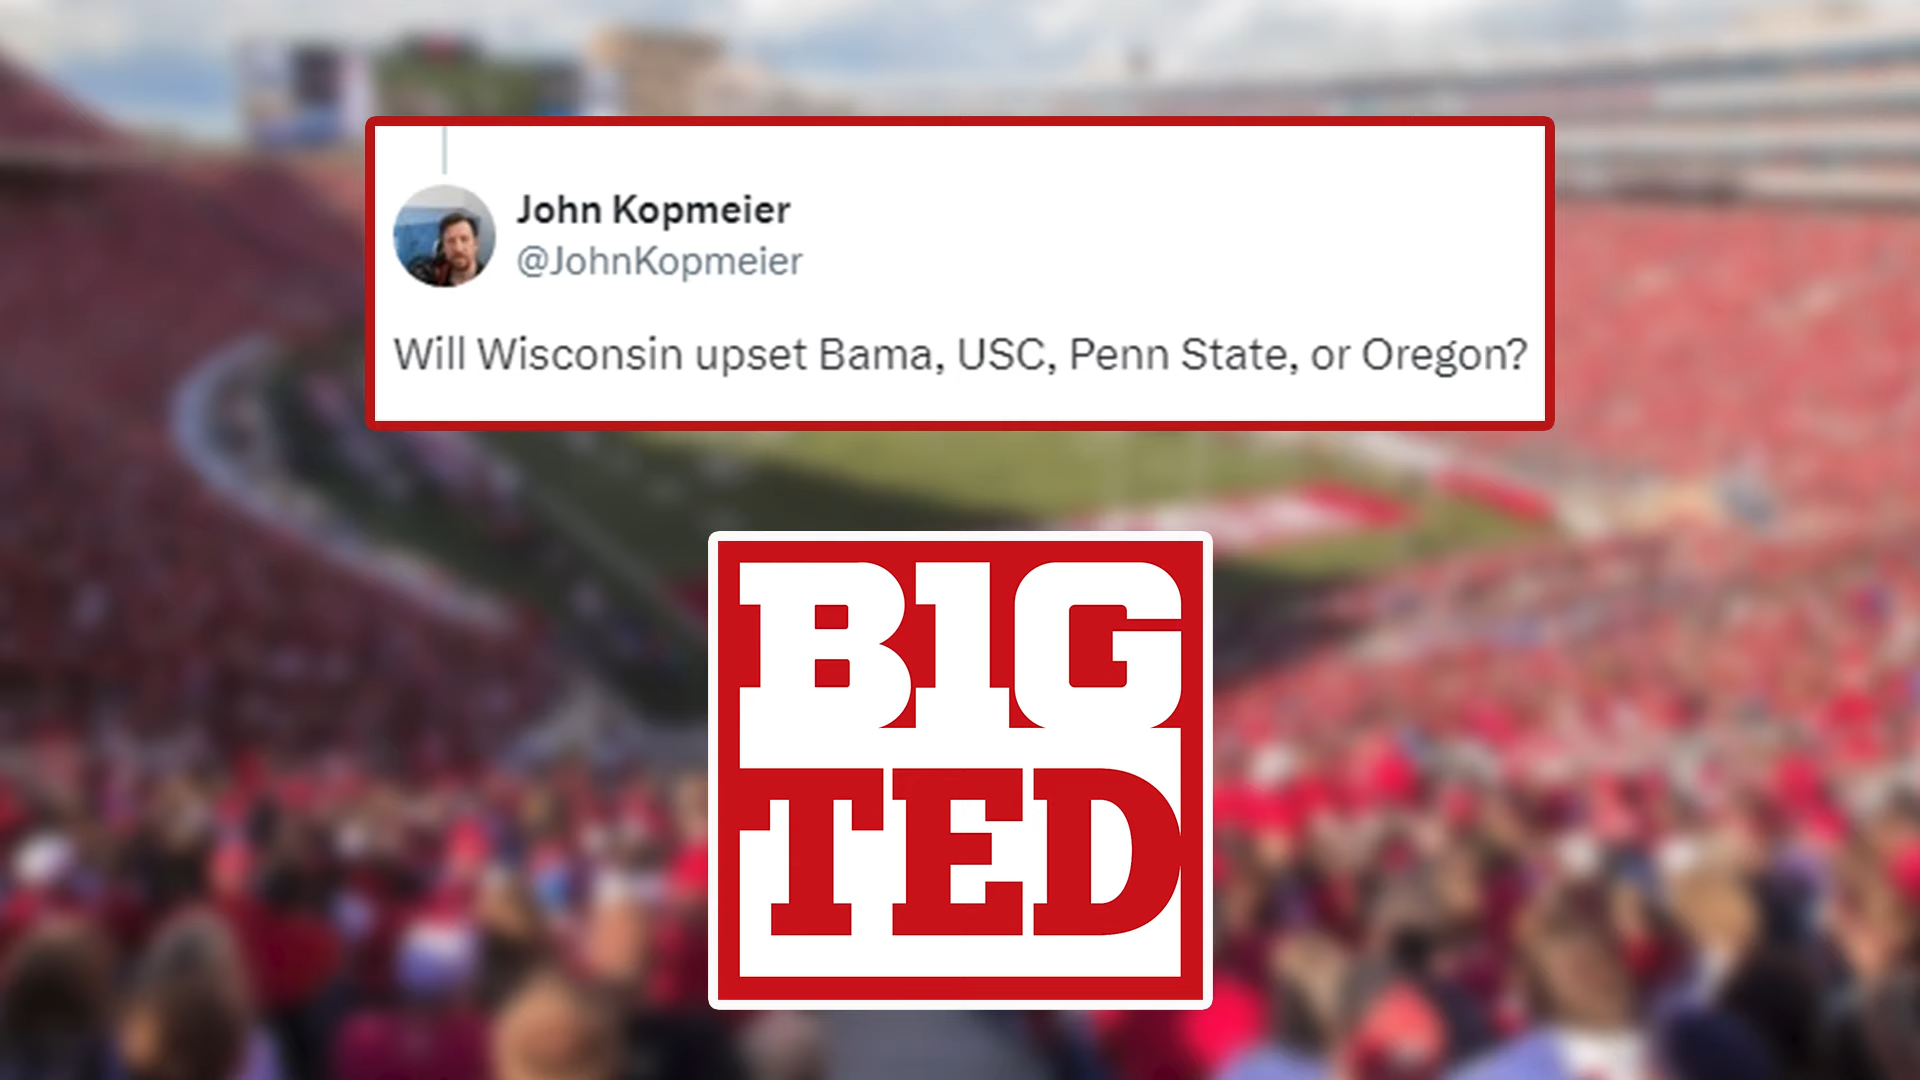 John Kopmeier
@JohnKopmeier
Will Wisconsin upset Bama, USC, Penn State, or Oregon?
B1G
TED